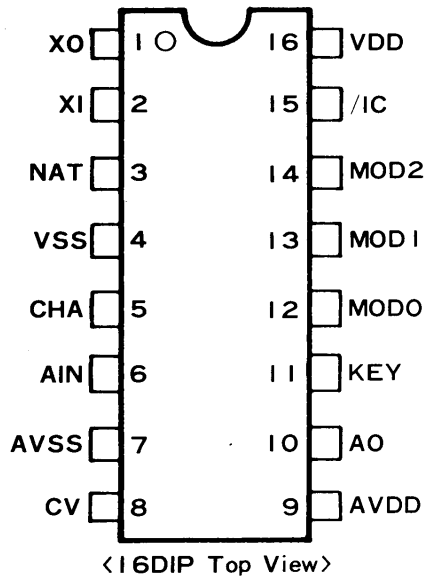 XO 1 16 VDD
XI 2 15 /IC
NAT 3 14 MOD2
VSS 4 13 MOD1
CHA 5 12 MOD0
AIN 6 11 KEY
AVSS 7 10 AO
CV 8 9 AVDD
<16DIP Top View>